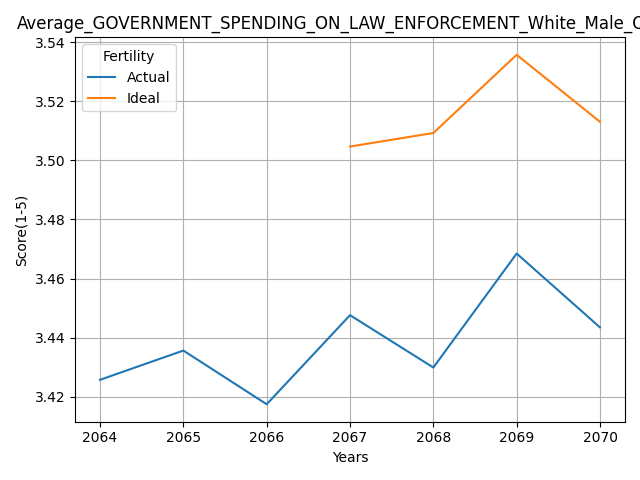 Average_GOVERNMENT_SPENDING_ON_LAW_ENFORCEMENT_White_Male_
Fertility
Actual
Ideal
3.54
3.52
3.50
3.48
3.46
3.44
3.42
Score(1-5)
2064 2065 2066 2067 2068 2069 2070
Years